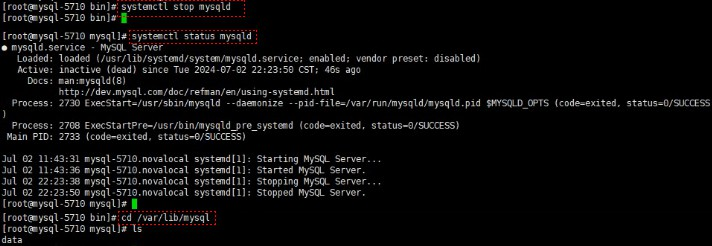 [root@mysql-5710 bin]# systemctl stop mysqld
[root@mysql-5710 bin]#
[root@mysql-5710 mysql]# systemctl status mysqld
● mysqld.service - MySQL Server
Loaded: loaded (/usr/lib/systemd/system/mysqld.service; enabled; vendor preset: disabled)
Active: inactive (dead) since Tue 2024-07-02 22:23:50 CST; 46s ago
Docs: man:mysqld(8)
http://dev.mysql.com/doc/refman/en/using-systemd.html
Process: 2730 ExecStart=/usr/sbin/mysqld --daemonize --pid-file=/var/run/mysqld/mysqld.pid $MYSQLD_OPTS (code=exited, status=0/SUCCESS
)
Process: 2708 ExecStartPre=/usr/bin/mysqld_pre_systemd (code=exited, status=0/SUCCESS)
Main PID: 2733 (code=exited, status=0/SUCCESS)
Jul 02 11:43:31 mysql-5710.novalocal systemd[1]: Starting MySQL Server...
Jul 02 11:43:36 mysql-5710.novalocal systemd[1]: Started MySQL Server.
Jul 02 22:23:38 mysql-5710.novalocal systemd[1]: Stopping MySQL Server...
Jul 02 22:23:50 mysql-5710.novalocal systemd[1]: Stopped MySQL Server.
[root@mysql-5710 mysql]#
[root@mysql-5710 bin]# cd /var/lib/mysql
[root@mysql-5710 mysql]# ls
data